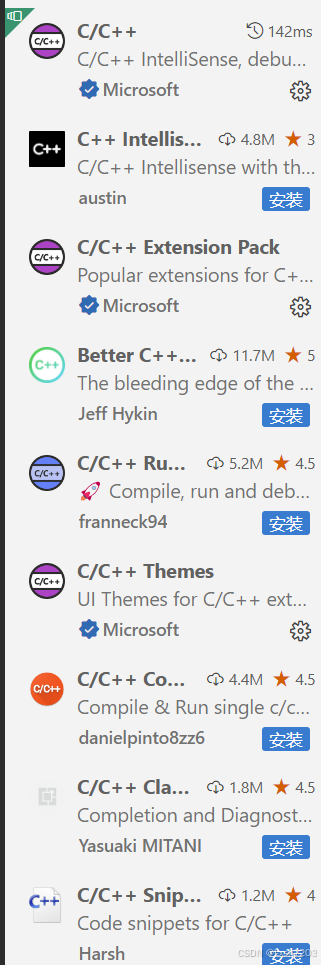 C/C++
C/C++ 142ms
C/C++ IntelliSense, debu...
Microsoft
C++
C++ Intellis... 4.8M 3
C/C++ Intellisense with th...
austin 安装
C/C++
C/C++ Extension Pack
Popular extensions for C+...
Microsoft
C++
Better C++... 11.7M 5
The bleeding edge of the ...
Jeff Hykin 安装
C/C++
C/C++ Ru... 5.2M 4.5
🚀 Compile, run and deb...
franneck94 安装
C/C++
C/C++ Themes
UI Themes for C/C++ ext...
Microsoft
C/C++
C/C++ Co... 4.4M 4.5
Compile & Run single c/c...
danielpinto8zz6 安装
C/C++ Cla... 1.8M 4.5
Completion and Diagnost...
Yasuaki MITANI 安装
C++
C/C++ Snip... 1.2M 4
Code snippets for C/C++
Harsh 安装